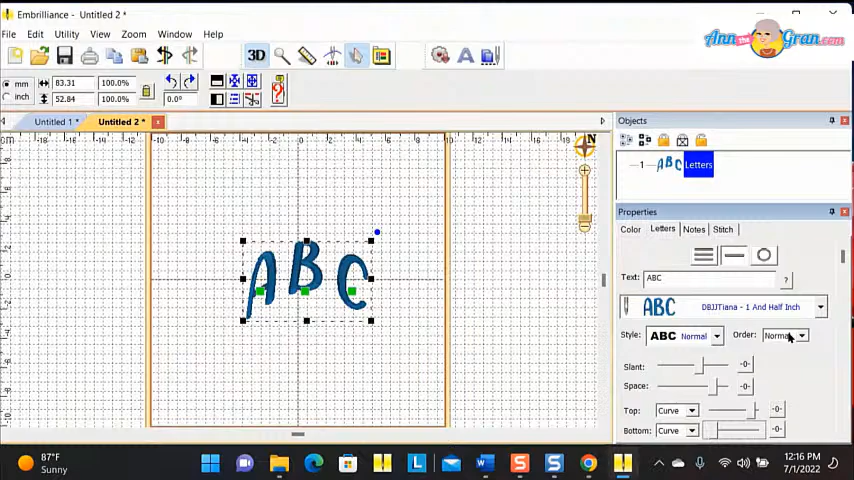 Embrilliance - Untitled 2 *
Ann the Gran.com
File Edit View Utility Zoom Window Help
3D
mm 83.31 100.0%
inch 52.84 100.0% 0.0°
Untitled 1 * Untitled 2 *
cm
N
Objects
1 ABC Letters
ABC
Properties
Color Letters Notes Stitch
Text: ABC ?
ABC DBJJTiana - 1 And Half Inch
Style: ABC Normal Order: Normal
Slant: -0-
Space: -0-
Top: Curve -0-
Bottom: Curve -0-
87°F
Sunny
12:16 PM
7/1/2022